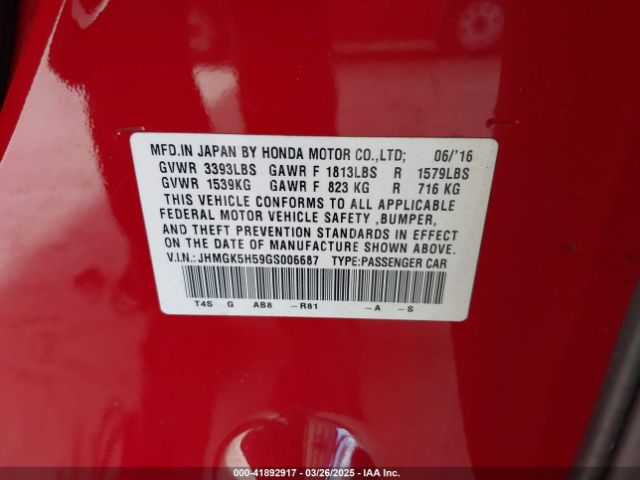 MFD.IN JAPAN BY HONDA MOTOR CO.,LTD; 06/'16
GVWR 3393LBS GAWR F 1813LBS R 1579LBS
GVWR 1539KG GAWR F 823 KG R 716 KG
THIS VEHICLE CONFORMS TO ALL APPLICABLE
FEDERAL MOTOR VEHICLE SAFETY ,BUMPER,
AND THEFT PREVENTION STANDARDS IN EFFECT
ON THE DATE OF MANUFACTURE SHOWN ABOVE.
V.I.N.:JHMGK5H59GS006687 TYPE:PASSENGER CAR
T4S G AB8 -R81 -A -S
000-41892917 • 03/26/2025 • IAA Inc.